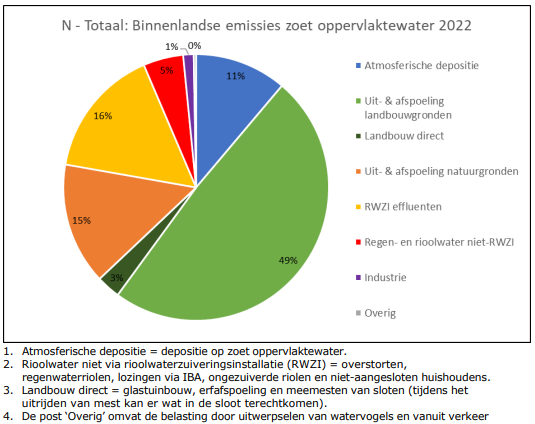 N - Totaal: Binnenlandse emissies zoet oppervlaktewater 2022
1%
0%
5%
11%
16%
15%
3%
49%
Atmosferische depositie
Uit- & afspoeling
landbouwgronden
Landbouw direct
Uit- & afspoeling natuurgronden
RWZI effluenten
Regen- en rioolwater niet-RWZI
Industrie
Overig
1. Atmosferische depositie = depositie op zoet oppervlaktewater.
2. Rioolwater niet via rioolwaterzuiveringsinstallatie (RWZI) = overstorten,
regenwaterriolen, lozingen via IBA, ongezuiverde riolen en niet-aangesloten huishoudens.
3. Landbouw direct = glastuinbouw, erfafspoeling en meemesten van sloten (tijdens het
uitrijden van mest kan er wat in de sloot terechtkomen).
4. De post ‘Overig’ omvat de belasting door uitwerpselen van watervogels en vanuit verkeer